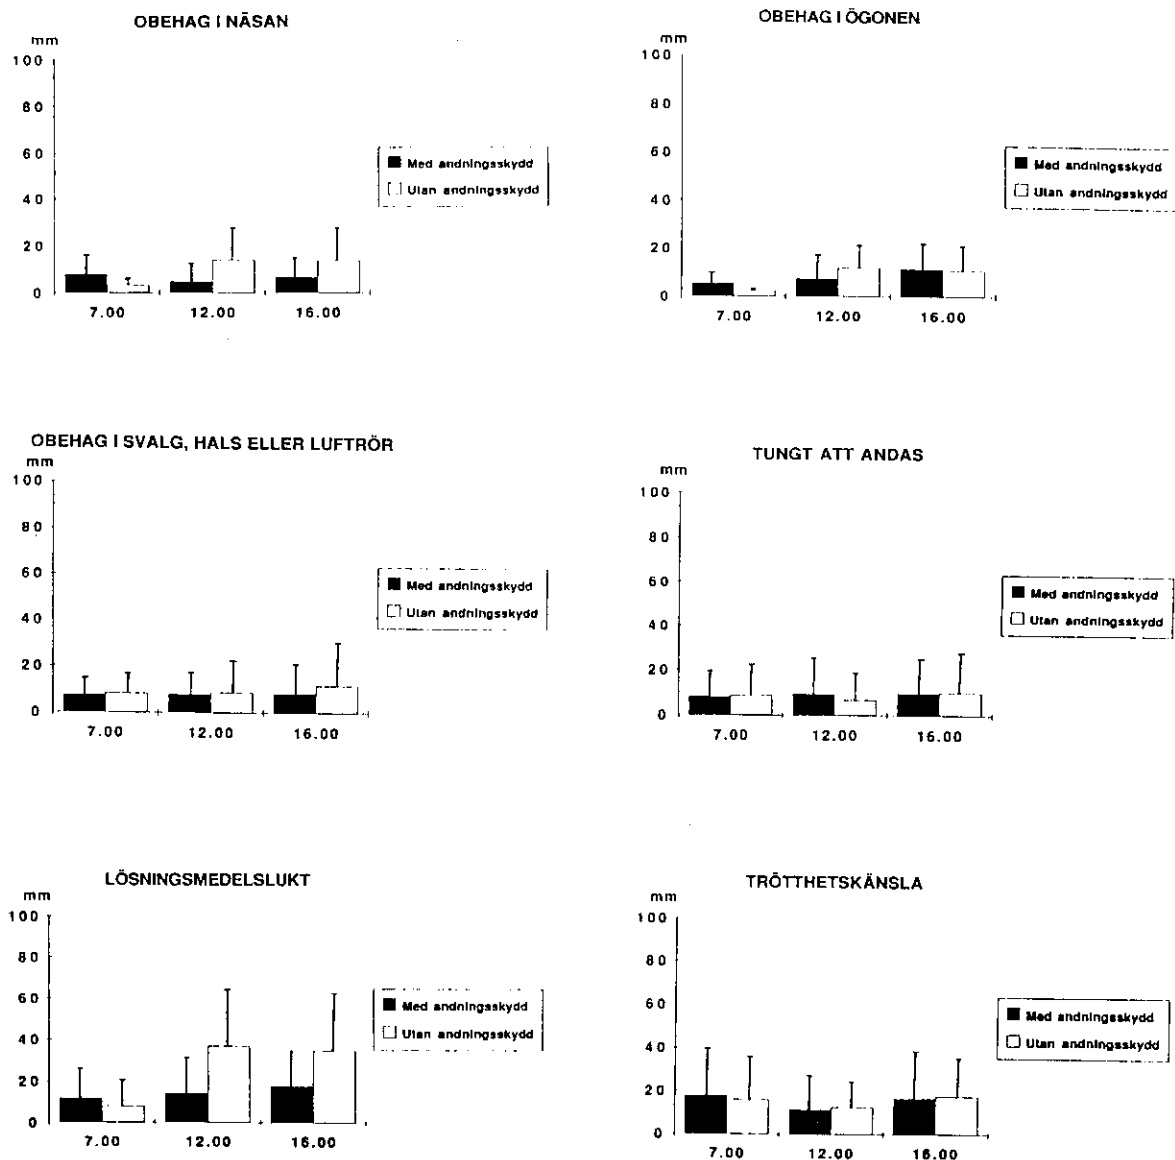 OBEHAG I NÄSAN
mm
100
80
60
40
20
0
7.00 12.00 16.00
Med andningsskydd
Utan andningsskydd
OBEHAG I ÖGONEN
mm
100
80
60
40
20
0
7.00 12.00 16.00
Med andningsskydd
Utan andningsskydd
OBEHAG I SVALG, HALS ELLER LUFTRÖR
mm
100
80
60
40
20
0
7.00 12.00 16.00
Med andningsskydd
Utan andningsskydd
TUNGT ATT ANDAS
mm
100
80
60
40
20
0
7.00 12.00 16.00
Med andningsskydd
Utan andningsskydd
LÖSNINGSMEDELSLUKT
mm
100
80
60
40
20
0
7.00 12.00 16.00
Med andningsskydd
Utan andningsskydd
TRÖTTHETSKÄNSLA
mm
100
80
60
40
20
0
7.00 12.00 16.00
Med andningsskydd
Utan andningsskydd